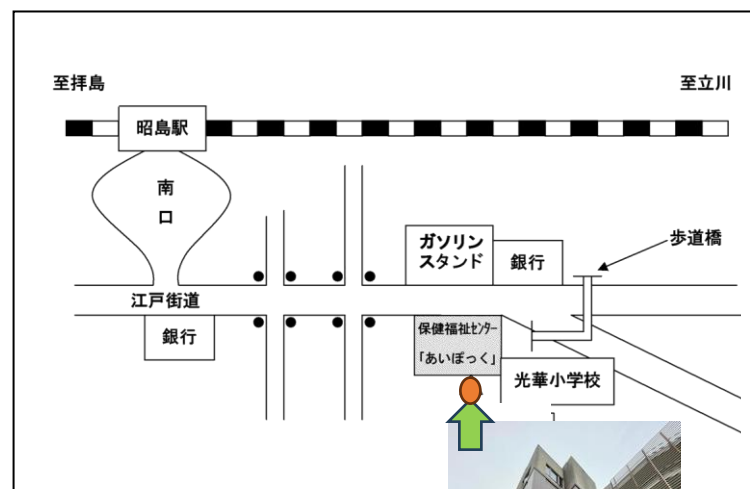 至拝島
至立川
昭島駅
南
口
ガソリン
スタンド
銀行
歩道橋
江戸街道
銀行
保健福祉センター
「あいぽっく」
光華小学校